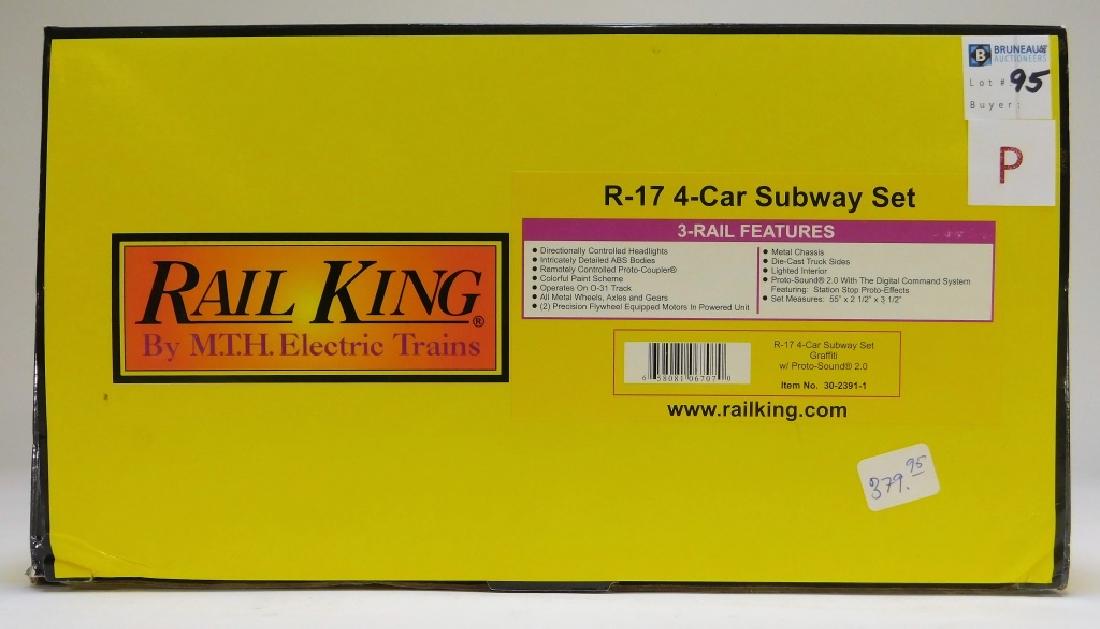 BRUNEAU &
AUCTIONEERS
Lot # 95
Buyer:
P
R-17 4-Car Subway Set
3-RAIL FEATURES
• Directionally Controlled Headlights
• Intricately Detailed ABS Bodies
• Remotely Controlled Proto-Coupler®
• Colorful Paint Scheme
• Operates On O-31 Track
• All Metal Wheels, Axles and Gears
• (2) Precision Flywheel Equipped Motors In Powered Unit
• Metal Chassis
• Die-Cast Truck Sides
• Lighted Interior
• Proto-Sound® 2.0 With The Digital Command System
Featuring: Station Stop Proto-Effects
• Set Measures: 55" x 2 1/2" x 3 1/2"
RAIL KING®
By M.T.H. Electric Trains
R-17 4-Car Subway Set
Graffiti
w/ Proto-Sound® 2.0
Item No. 30-2391-1
6 58081 06707 0
www.railking.com
379.95